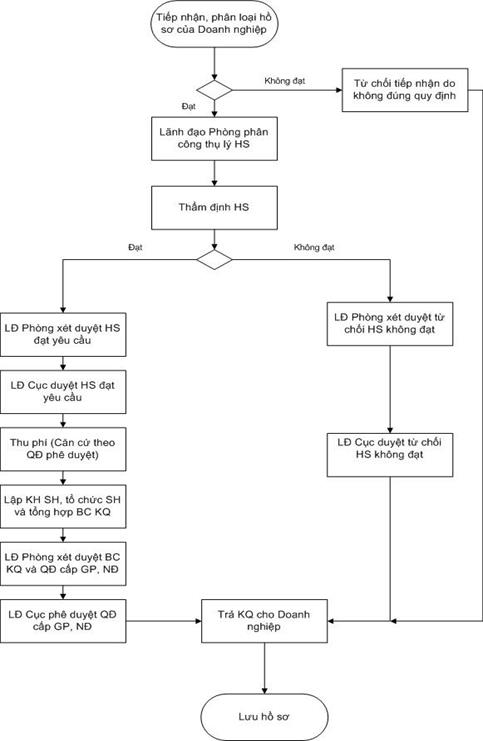 Tiếp nhận, phân loại hồ
sơ của Doanh nghiệp
Không đạt
Từ chối tiếp nhận do
không đúng quy định
Đạt
Lãnh đạo Phòng phân
công thụ lý HS
Thẩm định HS
Đạt
Không đạt
LĐ Phòng xét duyệt HS
đạt yêu cầu
LĐ Phòng xét duyệt từ
chối HS không đạt
LĐ Cục duyệt HS đạt
yêu cầu
Thu phí (Căn cứ theo
QĐ phê duyệt)
LĐ Cục duyệt từ chối
HS không đạt
Lập KH SH, tổ chức SH
và tổng hợp BC KQ
LĐ Phòng xét duyệt BC
KQ và QĐ cấp GP, NĐ
LĐ Cục phê duyệt QĐ
cấp GP, NĐ
Trả KQ cho Doanh
nghiệp
Lưu hồ sơ